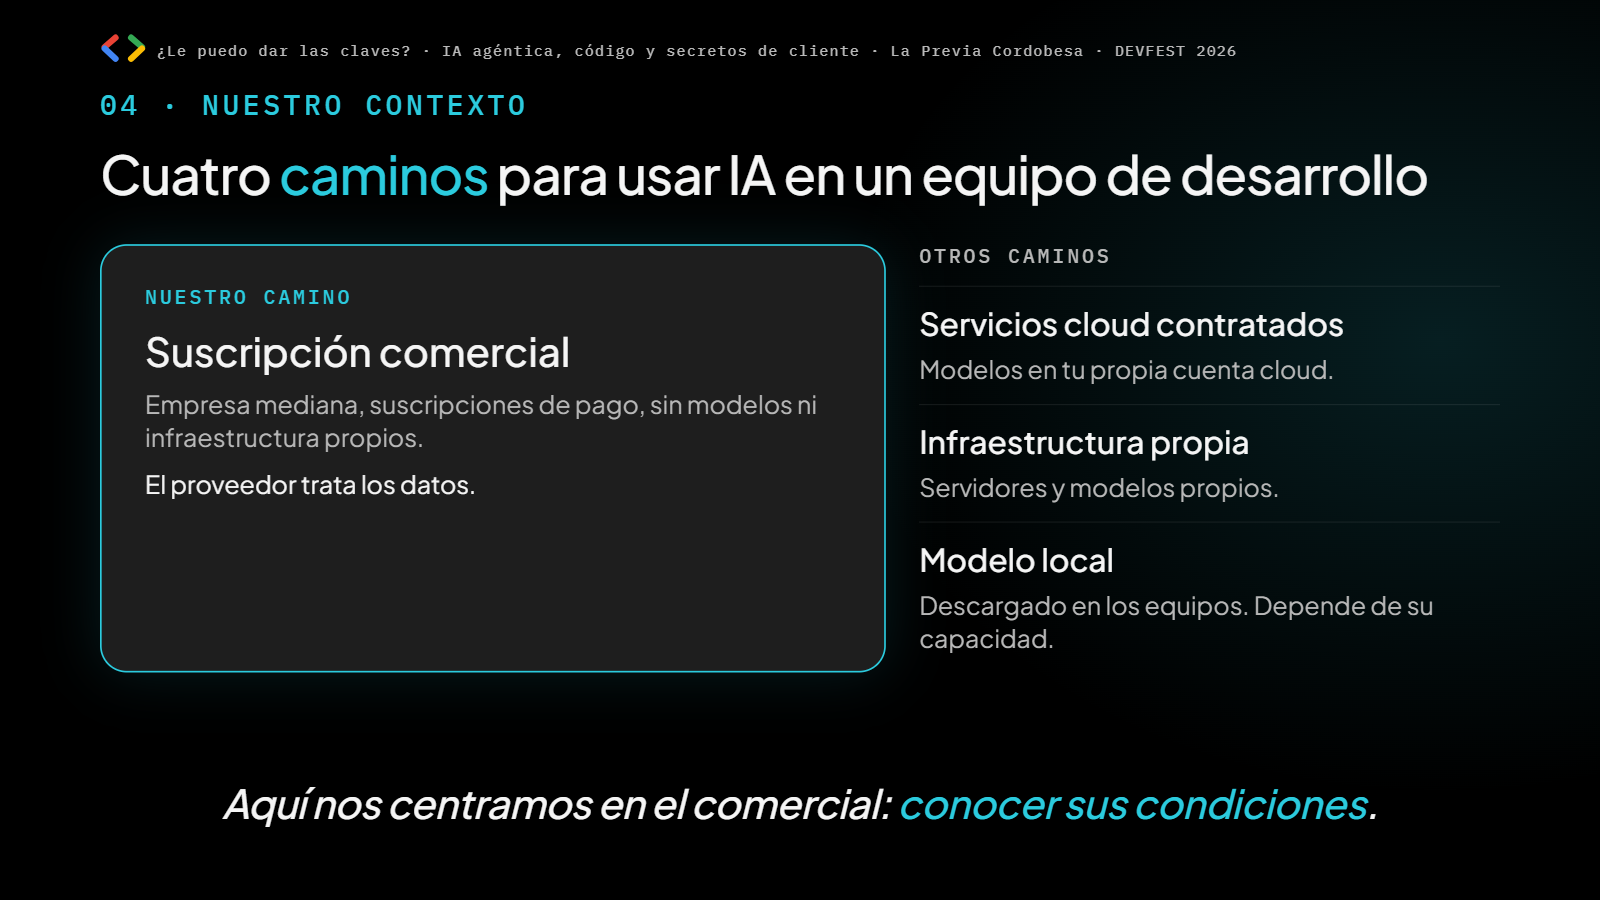 ¿Le puedo dar las claves? · IA agéntica, código y secretos de cliente · La Previa Cordobesa · DEVFEST 2026
04 · NUESTRO CONTEXTO
Cuatro caminos para usar IA en un equipo de desarrollo
NUESTRO CAMINO
Suscripción comercial
Empresa mediana, suscripciones de pago, sin modelos ni
infraestructura propios.
El proveedor trata los datos.
OTROS CAMINOS
Servicios cloud contratados
Modelos en tu propia cuenta cloud.
Infraestructura propia
Servidores y modelos propios.
Modelo local
Descargado en los equipos. Depende de su
capacidad.
Aquí nos centramos en el comercial: conocer sus condiciones.